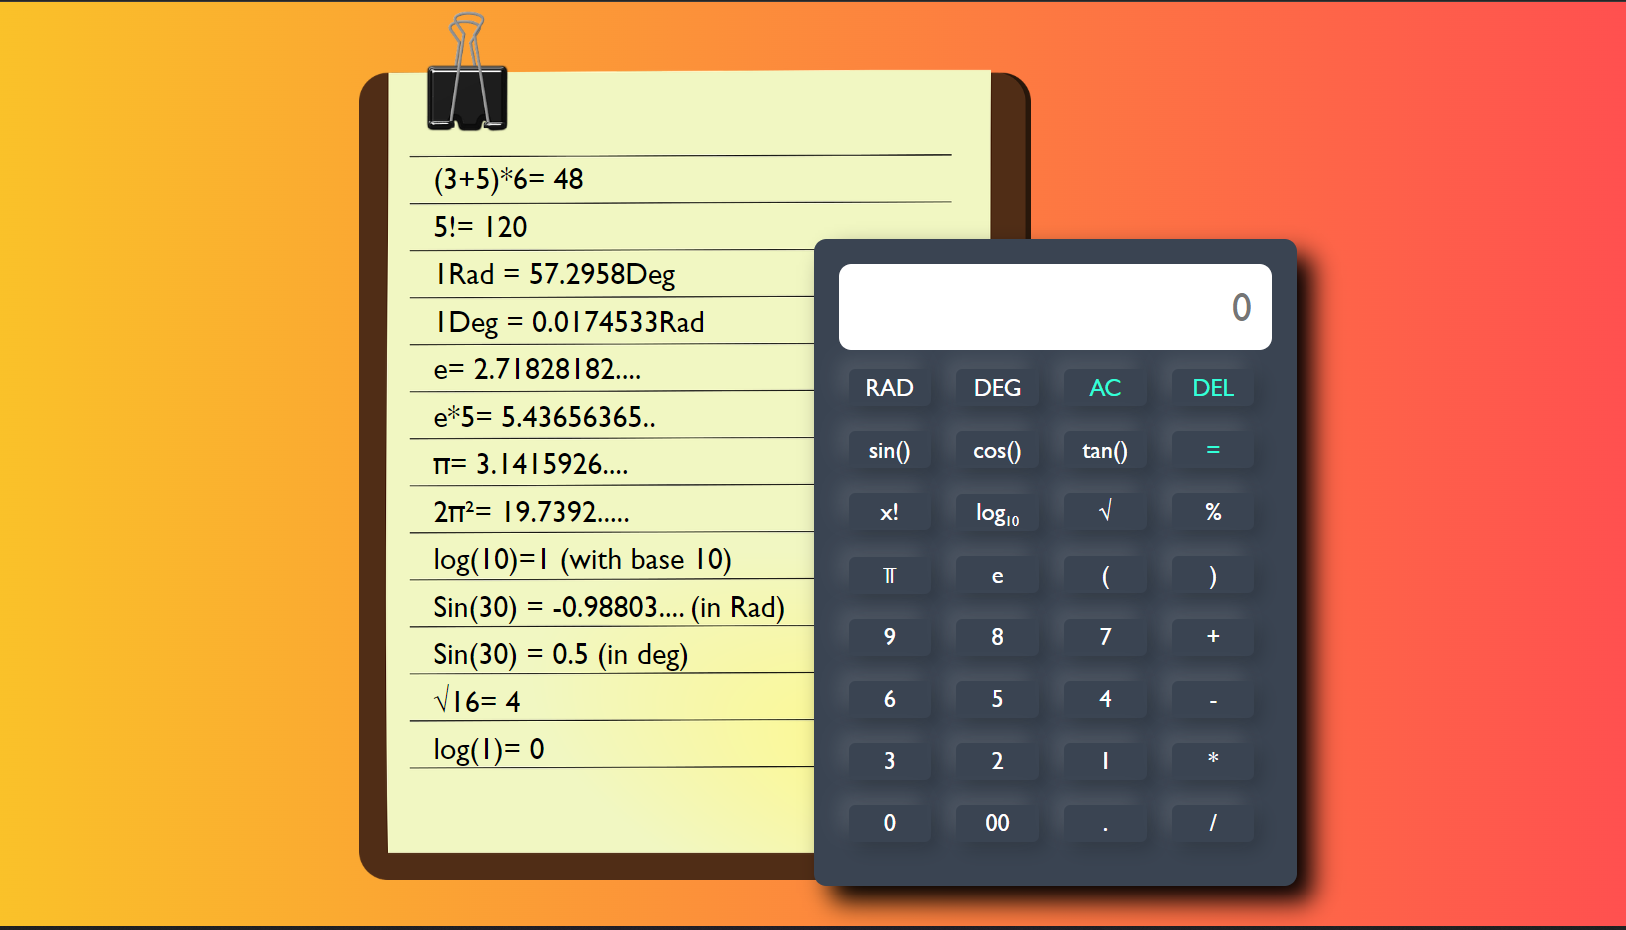 (3+5)*6= 48
5!= 120
1Rad = 57.2958Deg
1Deg = 0.0174533Rad
e= 2.71828182....
e*5= 5.43656365..
π= 3.1415926....
2π²= 19.7392.....
log(10)=1 (with base 10)
Sin(30) = -0.98803.... (in Rad)
Sin(30) = 0.5 (in deg)
√16= 4
log(1)= 0
0
RAD DEG AC DEL
sin() cos() tan() =
x! log₁₀ √ %
π e ( )
9 8 7 +
6 5 4 -
3 2 1 *
0 00 . /